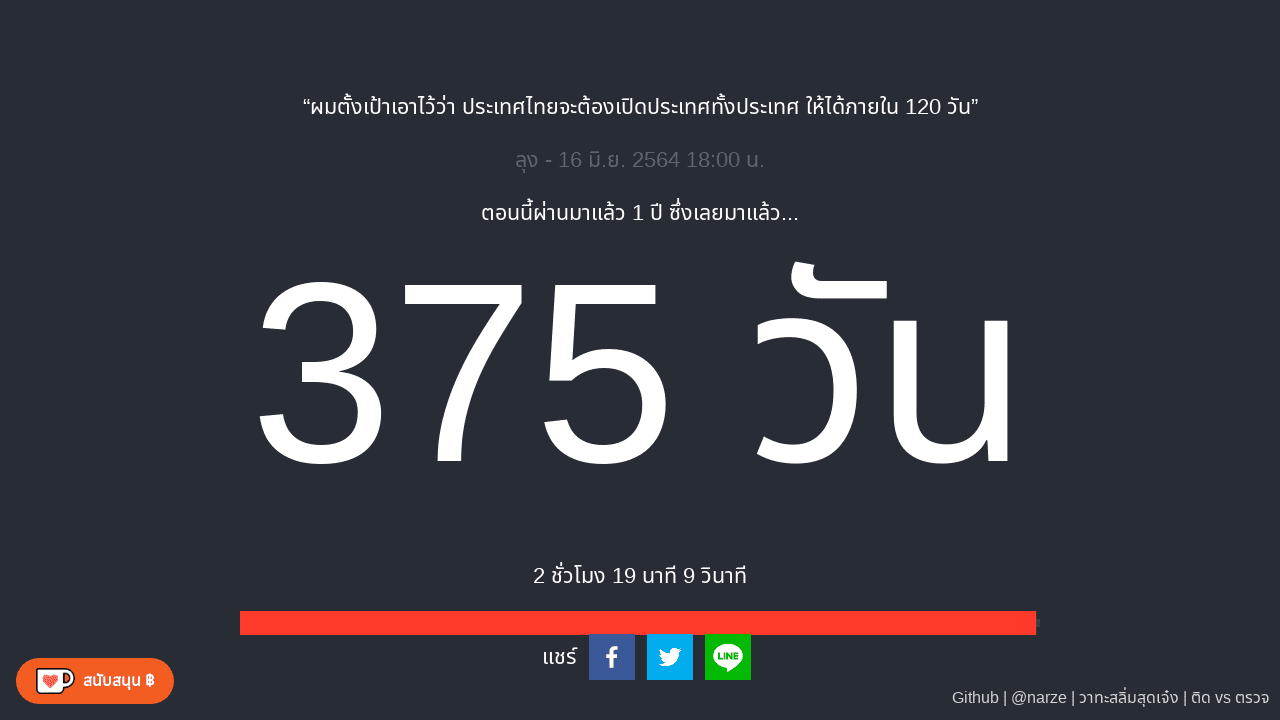 “ผมตั้งเป้าเอาไว้ว่า ประเทศไทยจะต้องเปิดประเทศทั้งประเทศ ให้ได้ภายใน 120 วัน”
ลุง - 16 มิ.ย. 2564 18:00 น.
ตอนนี้ผ่านมาแล้ว 1 ปี ซึ่งเลยมาแล้ว...
375 วัน
2 ชั่วโมง 19 นาที 9 วินาที
แชร์ LINE
สนับสนุน ฿
Github | @narze | วาทะสลิ่มสุดเจ๋ง | ติด vs ตรวจ